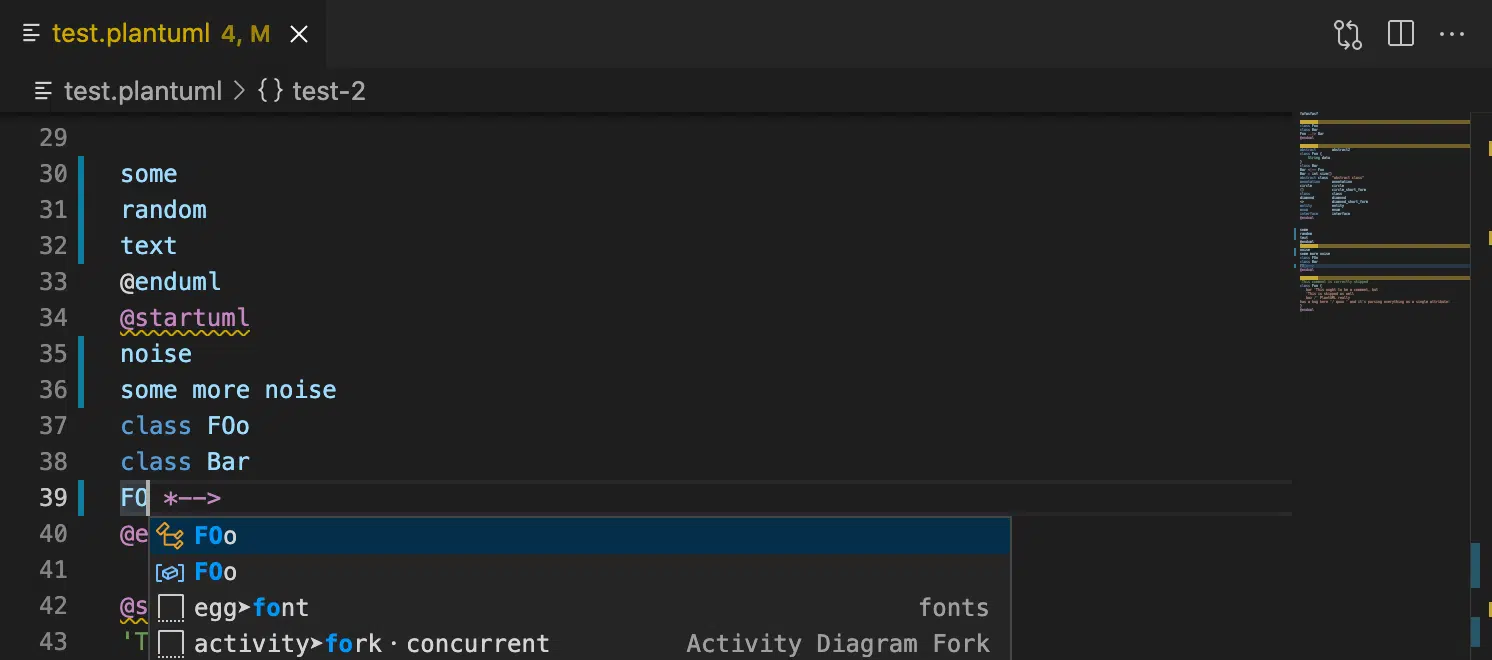 test.plantuml 4, M
test.plantuml > {} test-2
29
30 some
31 random
32 text
33 @enduml
34 @startuml
35 noise
36 some more noise
37 class FOo
38 class Bar
39 FO *-->
40 @e
41
42 @s
43 'T
FOo
FOo
egg➤font fonts
activity➤fork · concurrent Activity Diagram Fork